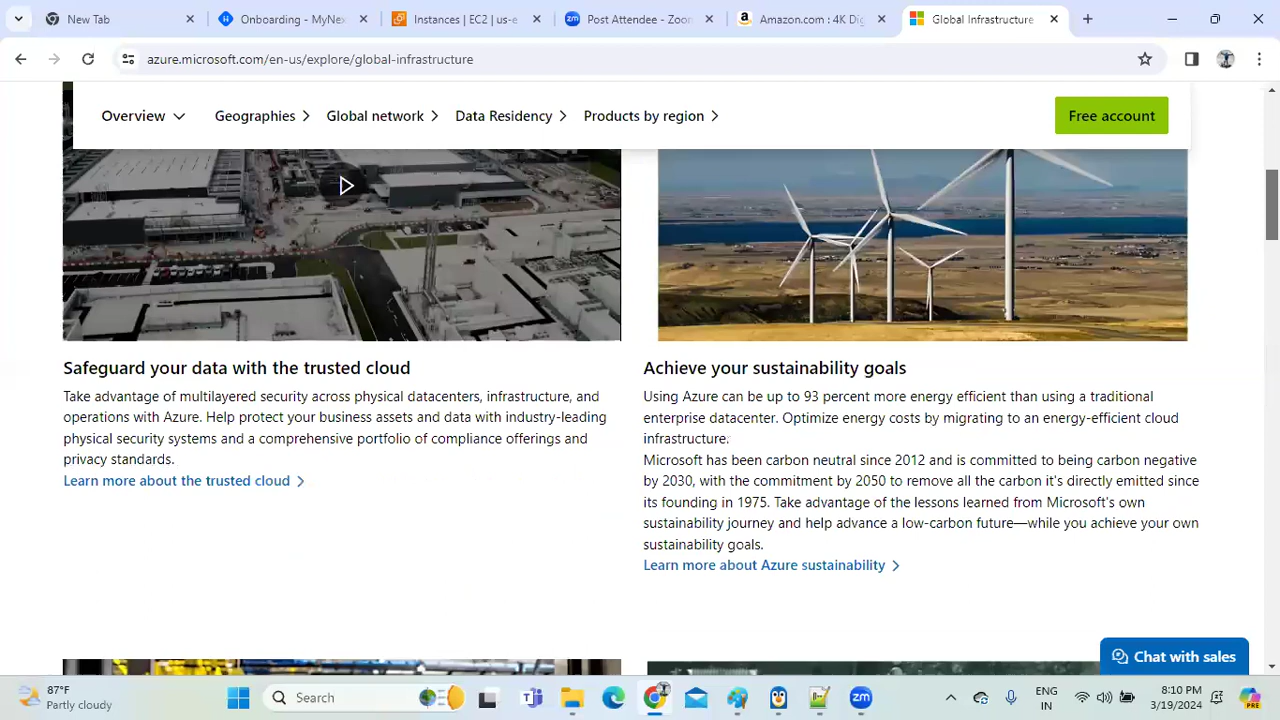 New Tab
Onboarding - MyNex
Instances | EC2 | us-e
Post Attendee - Zoon
Amazon.com : 4K Dig
Global Infrastructure
azure.microsoft.com/en-us/explore/global-infrastructure
Overview
Geographies
Global network
Data Residency
Products by region
Free account
Safeguard your data with the trusted cloud
Take advantage of multilayered security across physical datacenters, infrastructure, and
operations with Azure. Help protect your business assets and data with industry-leading
physical security systems and a comprehensive portfolio of compliance offerings and
privacy standards.
Learn more about the trusted cloud
Achieve your sustainability goals
Using Azure can be up to 93 percent more energy efficient than using a traditional
enterprise datacenter. Optimize energy costs by migrating to an energy-efficient cloud
infrastructure.
Microsoft has been carbon neutral since 2012 and is committed to being carbon negative
by 2030, with the commitment by 2050 to remove all the carbon it's directly emitted since
its founding in 1975. Take advantage of the lessons learned from Microsoft's own
sustainability journey and help advance a low-carbon future—while you achieve your own
sustainability goals.
Learn more about Azure sustainability
Chat with sales
87°F
Partly cloudy
Search
zm
ENG
IN
8:10 PM
3/19/2024
PRE